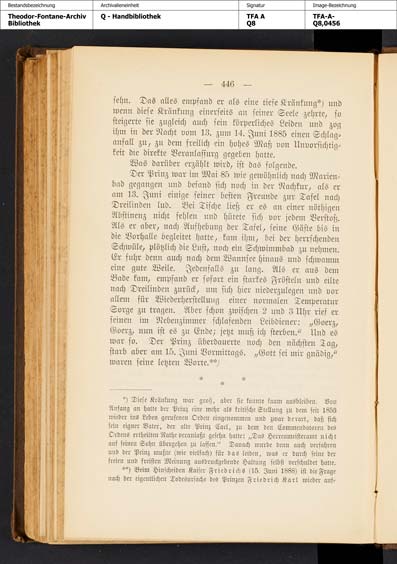 Bestandsbezeichnung
Archivalieneinheit
Signatur
Image-Bezeichnung
Theodor-Fontane-Archiv
Bibliothek
Q - Handbibliothek
TFA A
Q8
TFA-A-
Q8,0456
— 446 —
sehn. Das alles empfand er als eine tiefe Kränkung*) und
wenn diese Kränkung einerseits an seiner Seele zehrte, so
steigerte sie zugleich auch sein körperliches Leiden und zog
ihm in der Nacht vom 13. zum 14. Juni 1885 einen Schlag-
anfall zu, zu dem freilich ein hohes Maß von Unvorsichtig-
keit die direkte Veranlassung gegeben hatte.
Was darüber erzählt wird, ist das folgende.
Der Prinz war im Mai 85 wie gewöhnlich nach Marien-
bad gegangen und befand sich noch in der Nachkur, als er
am 13. Juni einige seiner besten Freunde zur Tafel nach
Dreilinden lud. Bei Tische ließ er es an einer nöthigen
Abstinenz nicht fehlen und hütete sich vor jedem Verstoß.
Als er aber, nach Aufhebung der Tafel, seine Gäste bis in
die Vorhalle begleitet hatte, kam ihm, bei der herrschenden
Schwüle, plötzlich die Lust, noch ein Schwimmbad zu nehmen.
Er fuhr denn auch nach dem Wannsee hinaus und schwamm
eine gute Weile. Jedenfalls zu lang. Als er aus dem
Bade kam, empfand er sofort ein starkes Frösteln und eilte
nach Dreilinden zurück, um sich hier niederzulegen und vor
allem für Wiederherstellung einer normalen Temperatur
Sorge zu tragen. Aber schon zwischen 2 und 3 Uhr rief er
seinen im Nebenzimmer schlafenden Leibdiener: „Goerz,
Goerz, nun ist es zu Ende; jetzt muß ich sterben.“ Und es
war so. Der Prinz überdauerte noch den nächsten Tag,
starb aber am 15. Juni Vormittags. „Gott sei mir gnädig,“
waren seine letzten Worte.**)
* * *
*) Diese Kränkung war groß, aber sie konnte kaum ausbleiben. Von
Anfang an hatte der Prinz eine mehr als kritische Stellung zu dem seit 1853
wieder ins Leben gerufenen Orden eingenommen und zwar derart, daß sich
sein eigner Vater, der alte Prinz Carl, zu dem den Commendatoren des
Ordens ertheilten Rathe veranlaßt gesehn hatte: „Das Herrenmeisteramt nicht
auf seinen Sohn übergehen zu lassen.“ Danach wurde denn auch verfahren
und der Prinz mußte (wie vielfach) für das leiden, was er durch seine der
freien und freisten Meinung ausdruckgebende Haltung selbst verschuldet hatte.
**) Beim Hinscheiden Kaiser Friedrichs (15. Juni 1888) ist die Frage
nach der eigentlichen Todesursache des Prinzen Friedrich Karl wieder auf-